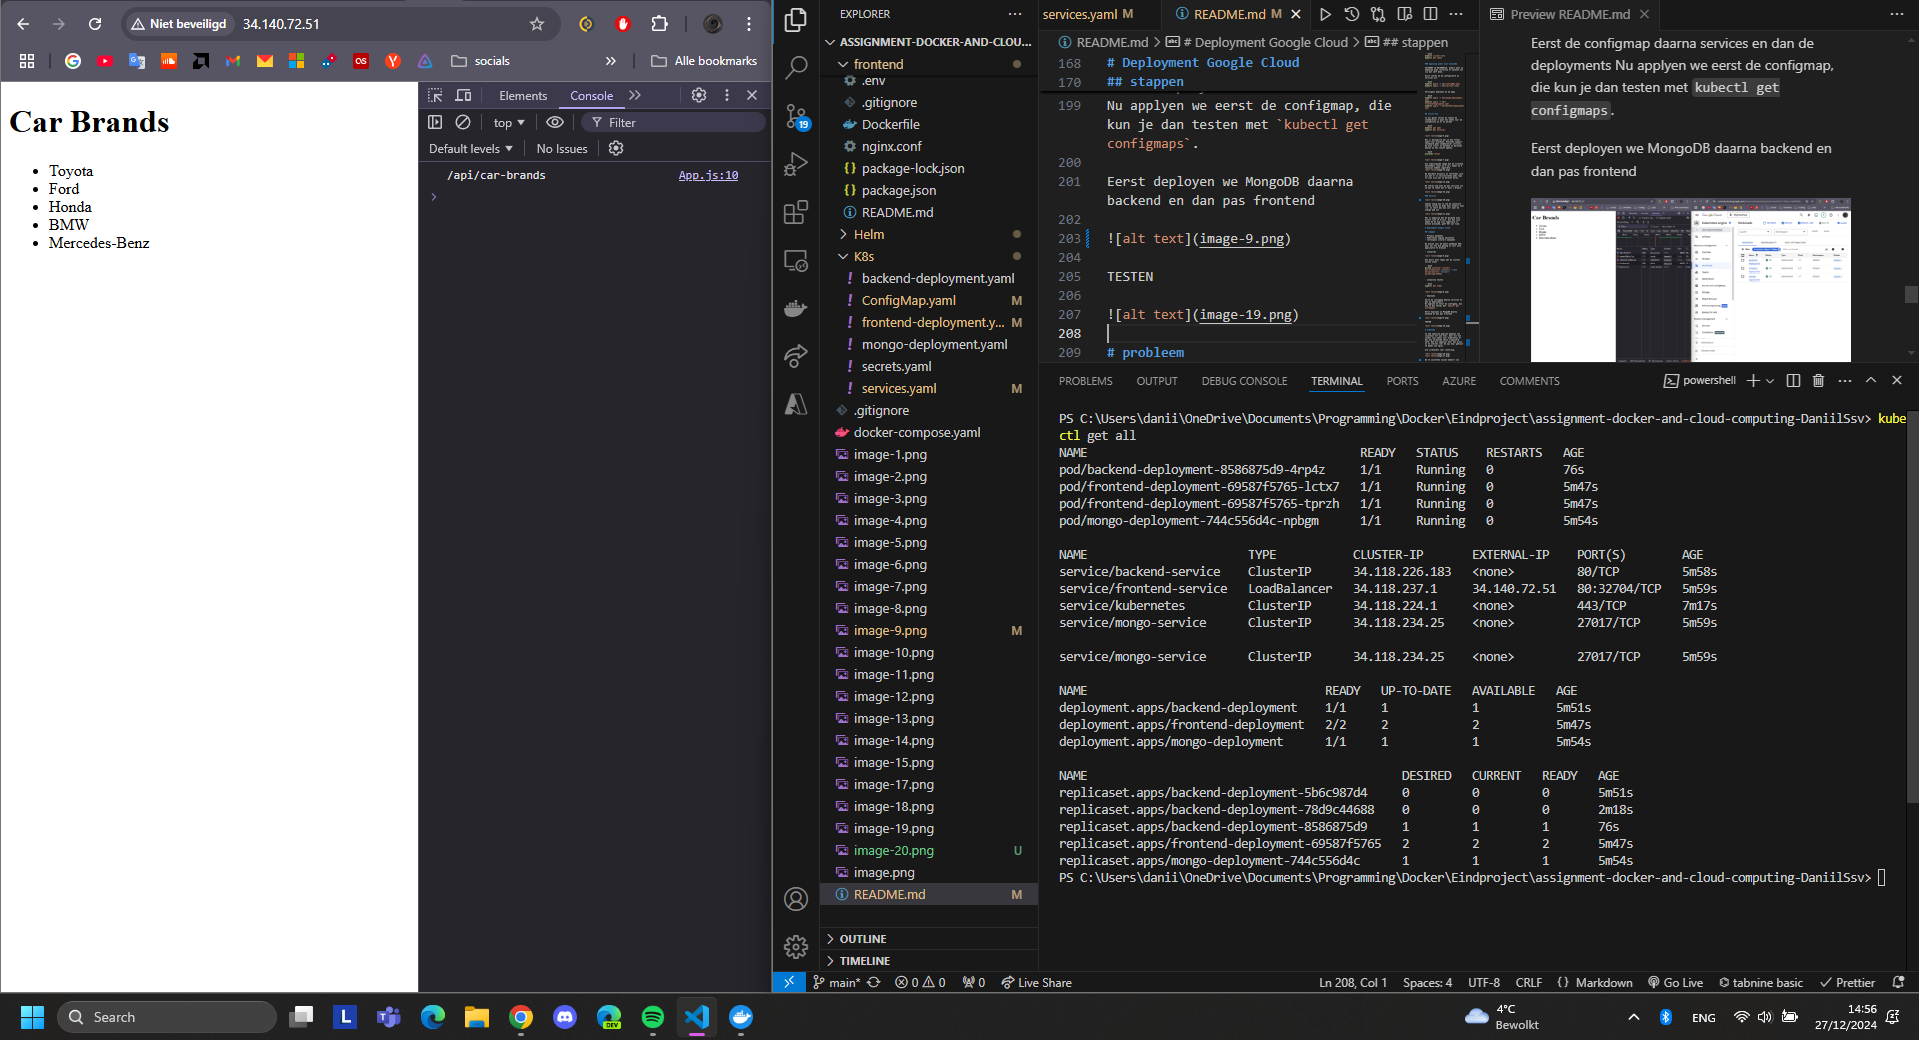 Niet beveiligd
34.140.72.51
socials
Alle bookmarks
Car Brands
Toyota
Ford
Honda
BMW
Mercedes-Benz
Elements
Console
top
Filter
Default levels
No Issues
/api/car-brands
App.js:10
EXPLORER
ASSIGNMENT-DOCKER-AND-CLOU...
frontend
.env
.gitignore
Dockerfile
nginx.conf
package-lock.json
package.json
README.md
Helm
K8s
backend-deployment.yaml
ConfigMap.yaml M
frontend-deployment.y... M
mongo-deployment.yaml
secrets.yaml
services.yaml M
.gitignore
docker-compose.yaml
image-1.png
image-2.png
image-3.png
image-4.png
image-5.png
image-6.png
image-7.png
image-8.png
image-9.png M
image-10.png
image-11.png
image-12.png
image-13.png
image-14.png
image-15.png
image-17.png
image-18.png
image-19.png
image-20.png U
image.png
README.md M
OUTLINE
TIMELINE
19
services.yaml M
README.md M
README.md > # Deployment Google Cloud > ## stappen
168 # Deployment Google Cloud
170 ## stappen
199 Nu applyen we eerst de configmap, die
kun je dan testen met `kubectl get
configmaps`.
200
201 Eerst deployen we MongoDB daarna
backend en dan pas frontend
202
203 ![alt text](image-9.png)
204
205 TESTEN
206
207 ![alt text](image-19.png)
208
209 # probleem
Preview README.md
Eerst de configmap daarna services en dan de
deployments Nu applyen we eerst de configmap,
die kun je dan testen met kubectl get
configmaps.
Eerst deployen we MongoDB daarna backend en
dan pas frontend
Car Brands
PROBLEMS OUTPUT DEBUG CONSOLE TERMINAL PORTS AZURE COMMENTS
powershell
PS C:\Users\danii\OneDrive\Documents\Programming\Docker\Eindproject\assignment-docker-and-cloud-computing-DaniilSsv> kube
ctl get all
NAME READY STATUS RESTARTS AGE
pod/backend-deployment-8586875d9-4rp4z 1/1 Running 0 76s
pod/frontend-deployment-69587f5765-lctx7 1/1 Running 0 5m47s
pod/frontend-deployment-69587f5765-tprzh 1/1 Running 0 5m47s
pod/mongo-deployment-744c556d4c-npbgm 1/1 Running 0 5m54s
NAME TYPE CLUSTER-IP EXTERNAL-IP PORT(S) AGE
service/backend-service ClusterIP 34.118.226.183 <none> 80/TCP 5m58s
service/frontend-service LoadBalancer 34.118.237.1 34.140.72.51 80:32704/TCP 5m59s
service/kubernetes ClusterIP 34.118.224.1 <none> 443/TCP 7m17s
service/mongo-service ClusterIP 34.118.234.25 <none> 27017/TCP 5m59s
service/mongo-service ClusterIP 34.118.234.25 <none> 27017/TCP 5m59s
NAME READY UP-TO-DATE AVAILABLE AGE
deployment.apps/backend-deployment 1/1 1 1 5m51s
deployment.apps/frontend-deployment 2/2 2 2 5m47s
deployment.apps/mongo-deployment 1/1 1 1 5m54s
NAME DESIRED CURRENT READY AGE
replicaset.apps/backend-deployment-5b6c987d4 0 0 0 5m51s
replicaset.apps/backend-deployment-78d9c44688 0 0 0 2m18s
replicaset.apps/backend-deployment-8586875d9 1 1 1 76s
replicaset.apps/frontend-deployment-69587f5765 2 2 2 5m47s
replicaset.apps/mongo-deployment-744c556d4c 1 1 1 5m54s
PS C:\Users\danii\OneDrive\Documents\Programming\Docker\Eindproject\assignment-docker-and-cloud-computing-DaniilSsv>
main* 0 0 0 Live Share
Ln 208, Col 1 Spaces: 4 UTF-8 CRLF {} Markdown Go Live tabnine basic Prettier
Search
4°C
Bewolkt
ENG
14:56
27/12/2024